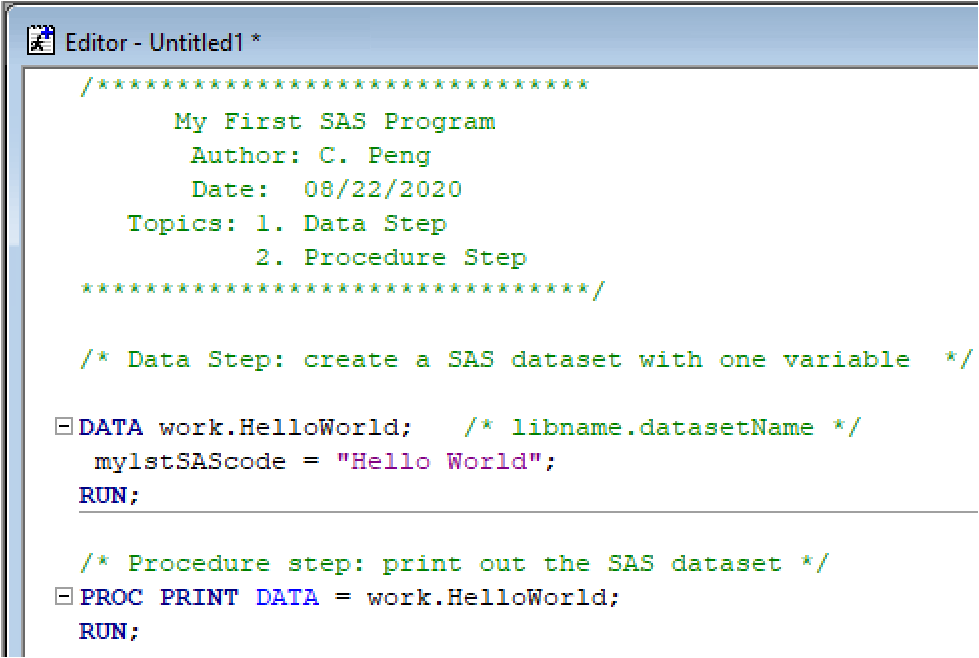 Editor - Untitled1 *
/*******************************
My First SAS Program
Author: C. Peng
Date:  08/22/2020
Topics: 1. Data Step
2. Procedure Step
********************************/
/* Data Step: create a SAS dataset with one variable  */
DATA work.HelloWorld;   /* libname.datasetName */
my1stSAScode = "Hello World";
RUN;
/* Procedure step: print out the SAS dataset */
PROC PRINT DATA = work.HelloWorld;
RUN;